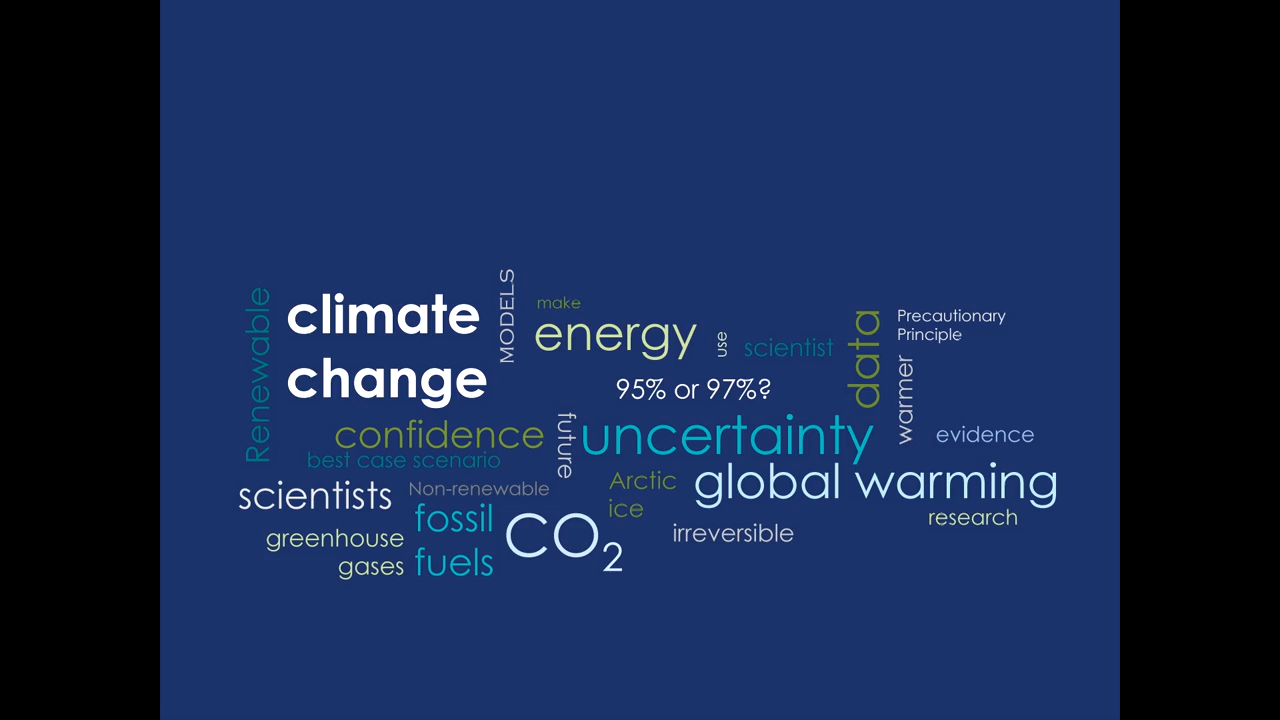 Renewable
climate
change
MODELS
make
energy
use
scientist
data
Precautionary
Principle
95% or 97%?
warmer
confidence
future
uncertainty
evidence
best case scenario
scientists
Non-renewable
Arctic
ice
global warming
fossil
fuels
CO₂
research
irreversible
greenhouse
gases